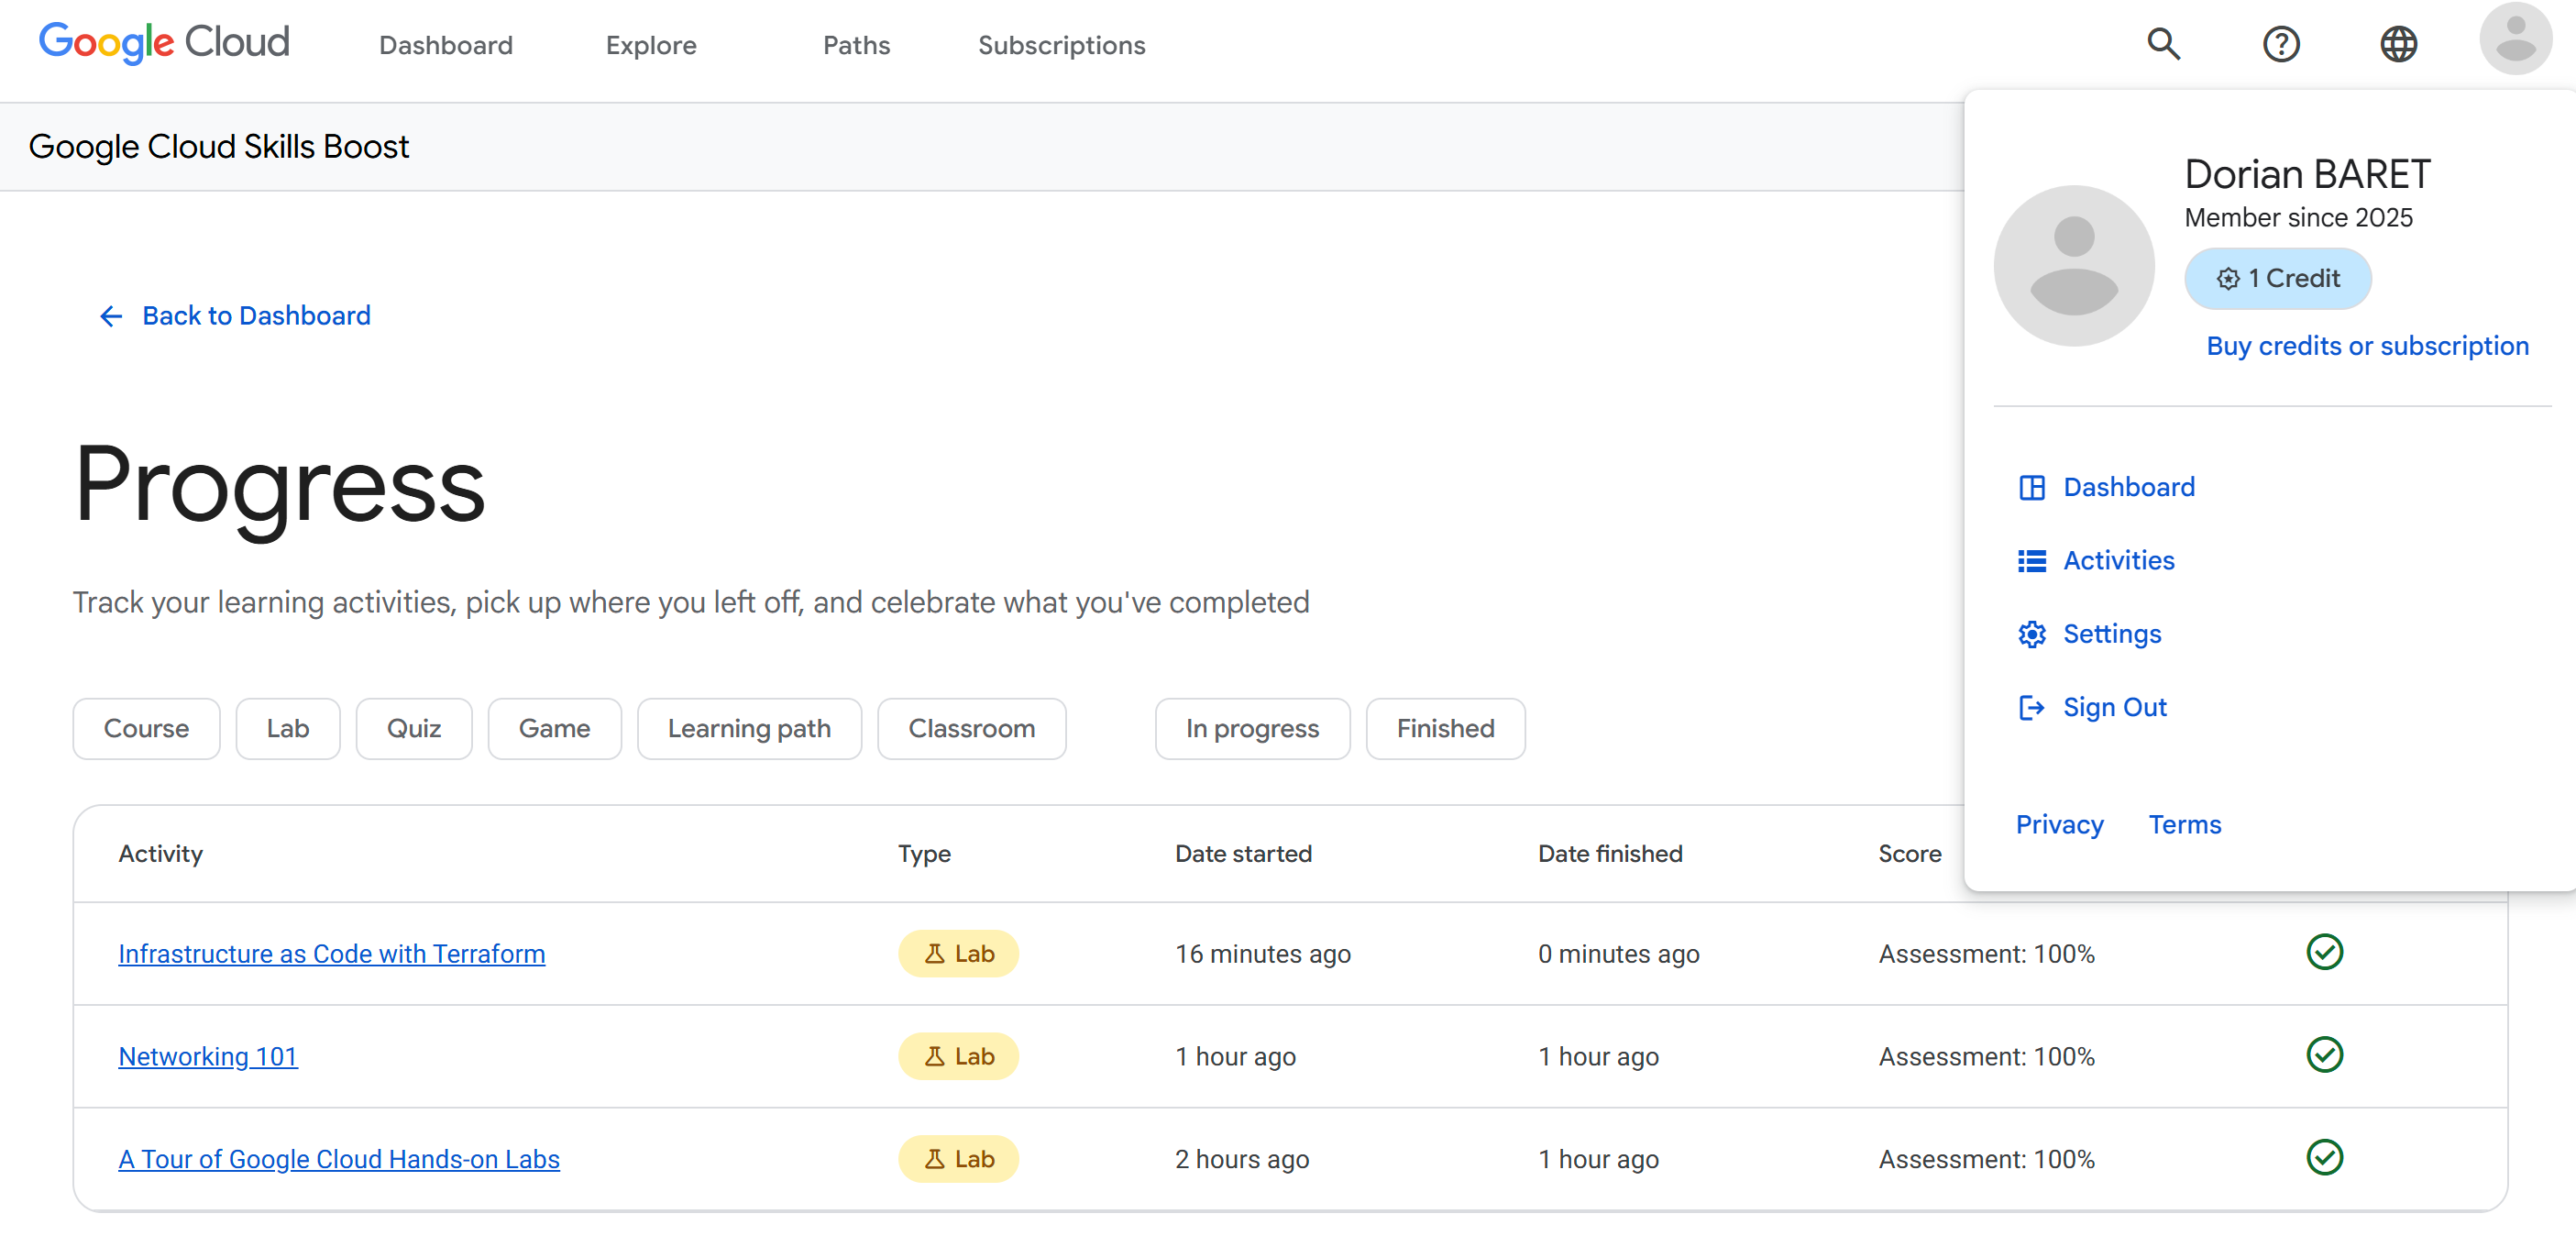 Google Cloud Dashboard Explore Paths Subscriptions
Google Cloud Skills Boost
Dorian BARET
Member since 2025
1 Credit
Buy credits or subscription
Dashboard
Activities
Settings
Sign Out
Privacy Terms
Back to Dashboard
Progress
Track your learning activities, pick up where you left off, and celebrate what you've completed
Course Lab Quiz Game Learning path Classroom In progress Finished
Activity Type Date started Date finished Score
Infrastructure as Code with Terraform Lab 16 minutes ago 0 minutes ago Assessment: 100%
Networking 101 Lab 1 hour ago 1 hour ago Assessment: 100%
A Tour of Google Cloud Hands-on Labs Lab 2 hours ago 1 hour ago Assessment: 100%